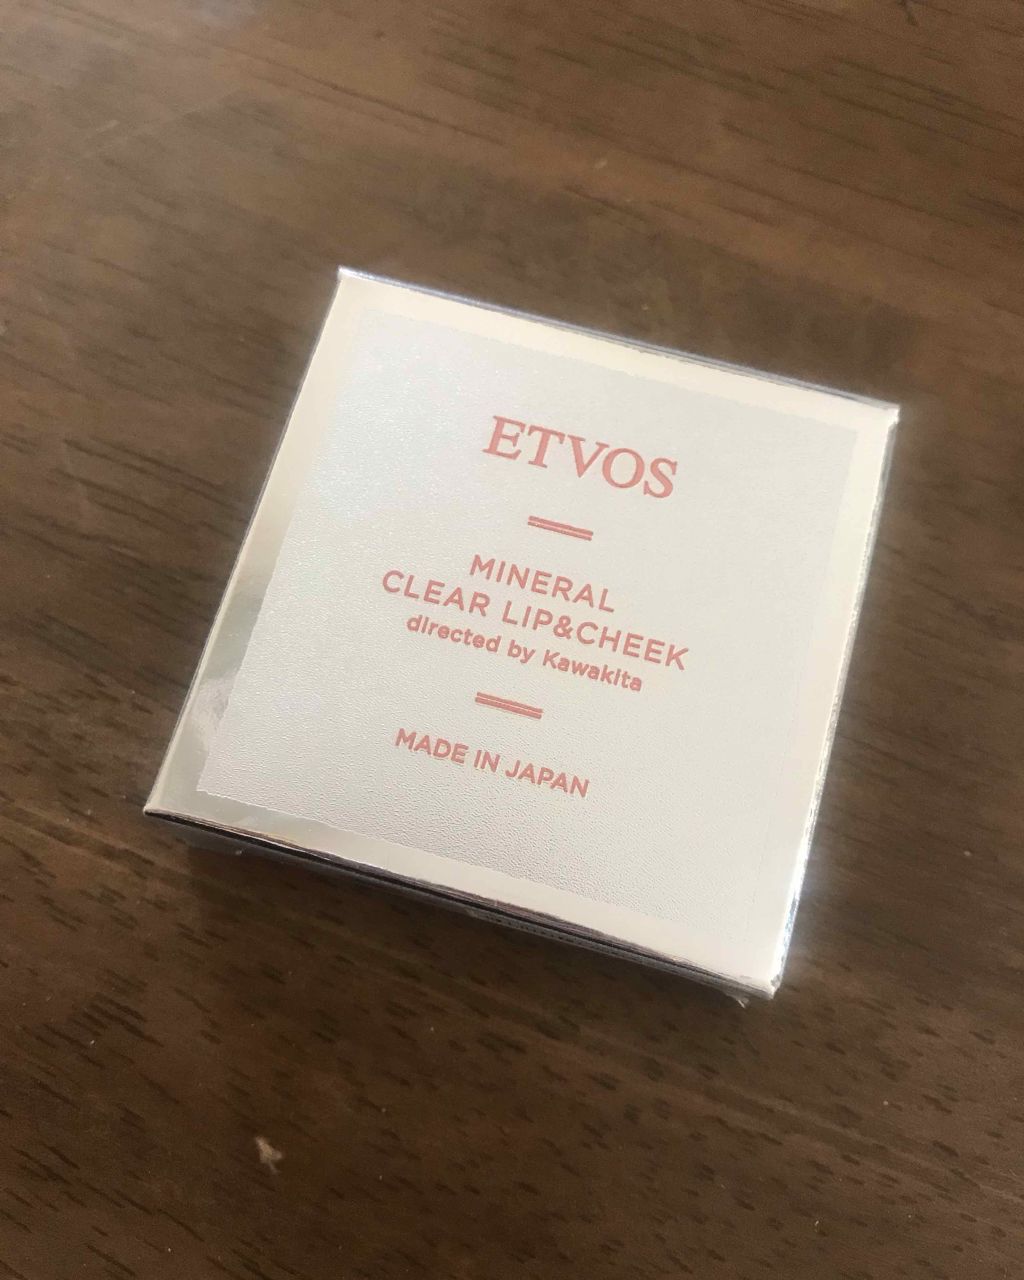 ETVOS
MINERAL
CLEAR LIP&CHEEK
directed by Kawakita
MADE IN JAPAN